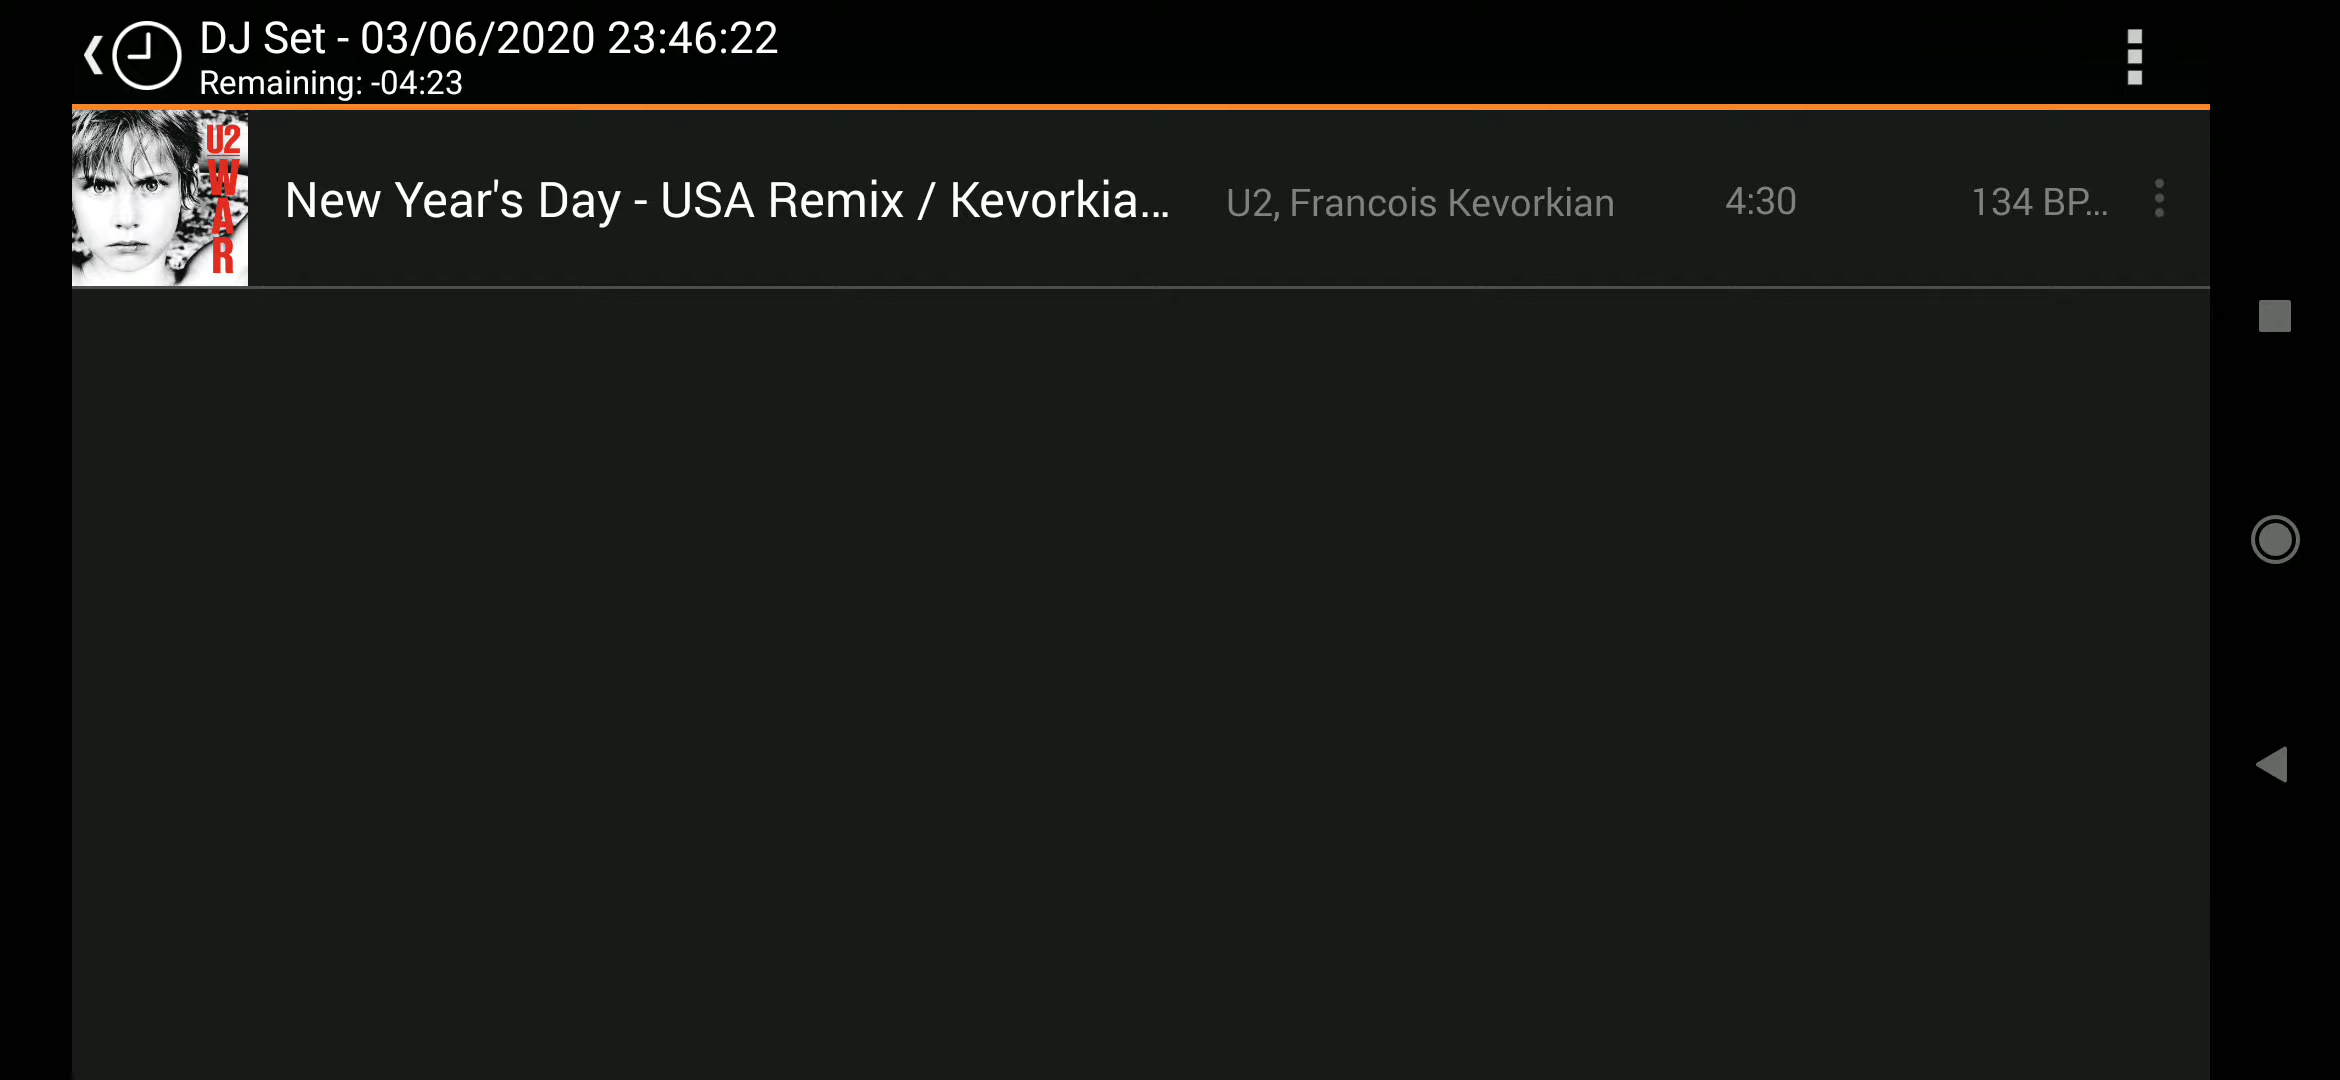 DJ Set - 03/06/2020 23:46:22
Remaining: -04:23
U2
WAR
New Year's Day - USA Remix / Kevorkia...
U2, Francois Kevorkian
4:30
134 BP...